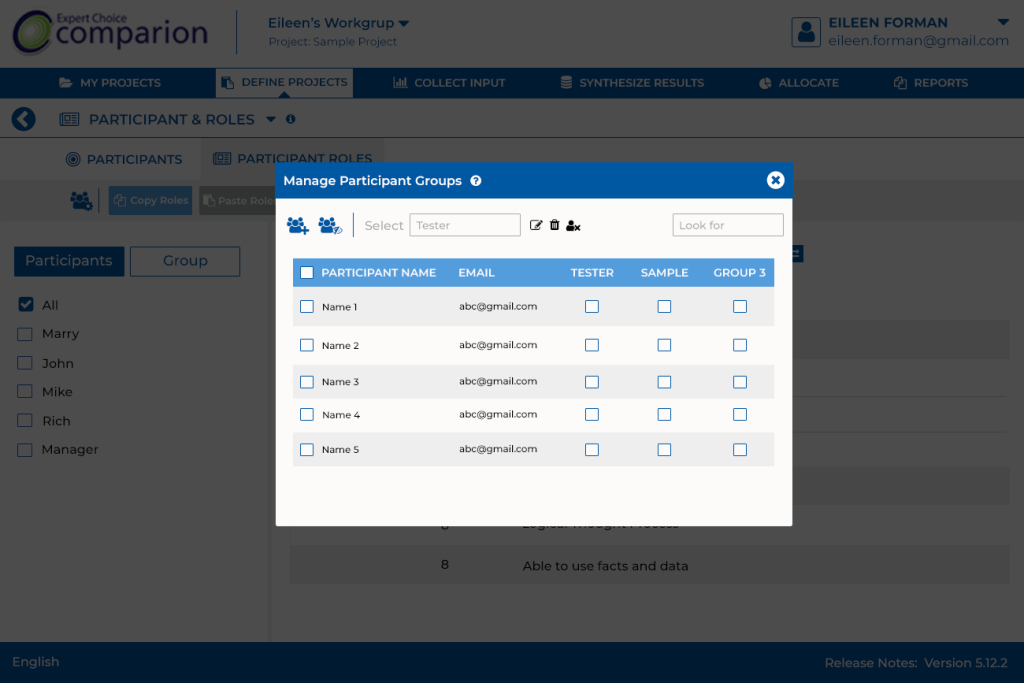 Expert Choice
comparion
Eileen's Workgrup
Project: Sample Project
EILEEN FORMAN
eileen.forman@gmail.com
MY PROJECTS
DEFINE PROJECTS
COLLECT INPUT
SYNTHESIZE RESULTS
ALLOCATE
REPORTS
PARTICIPANT & ROLES
PARTICIPANTS
PARTICIPANT ROLES
Copy Roles
Paste Role
Participants
Group
All
Marry
John
Mike
Rich
Manager
Manage Participant Groups
Select
Tester
Look for
PARTICIPANT NAME EMAIL TESTER SAMPLE GROUP 3
Name 1 abc@gmail.com
Name 2 abc@gmail.com
Name 3 abc@gmail.com
Name 4 abc@gmail.com
Name 5 abc@gmail.com
Logical Thought Process
8 Able to use facts and data
English
Release Notes: Version 5.12.2